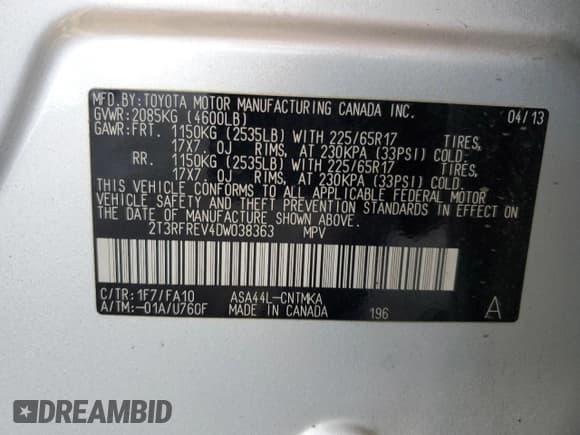 MFD.BY:TOYOTA MOTOR MANUFACTURING CANADA INC. 04/13
GVWR:2085KG (4600LB)
GAWR:FRT. 1150KG (2535LB) WITH 225/65R17 TIRES,
17X7 0J RIMS, AT 230KPA (33PSI) COLD.
RR. 1150KG (2535LB) WITH 225/65R17 TIRES,
17X7 0J RIMS, AT 230KPA (33PSI) COLD.
THIS VEHICLE CONFORMS TO ALL APPLICABLE FEDERAL MOTOR
VEHICLE SAFETY AND THEFT PREVENTION STANDARDS IN EFFECT
ON THE DATE OF MANUFACTURE SHOWN ABOVE.
2T3RFREV4DW038363 MPV
C/TR:1F7/FA10 ASA44L-CNTMKA
A/TM:-01A/U760F MADE IN CANADA 196 A
DREAMBID